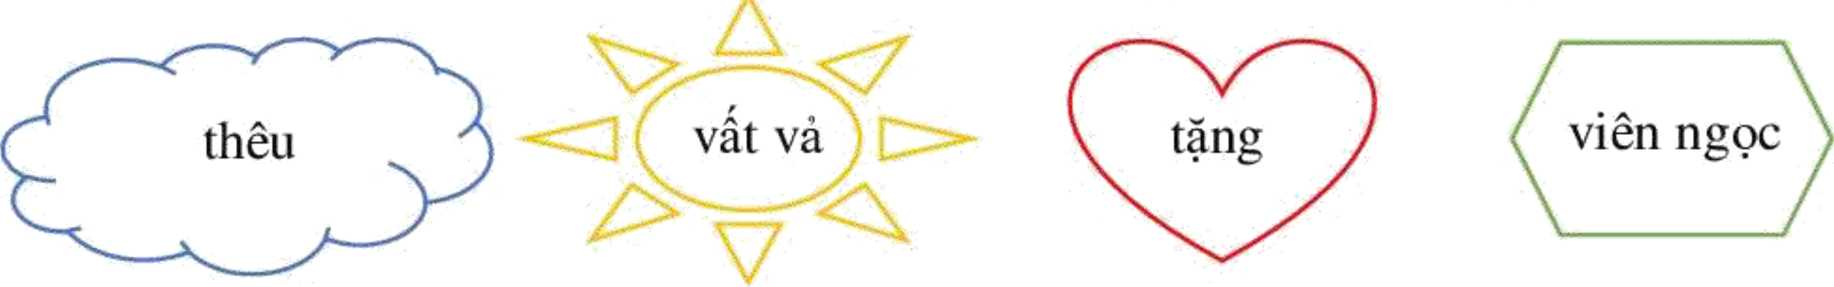 thêu
vất vả
tặng
viên ngọc